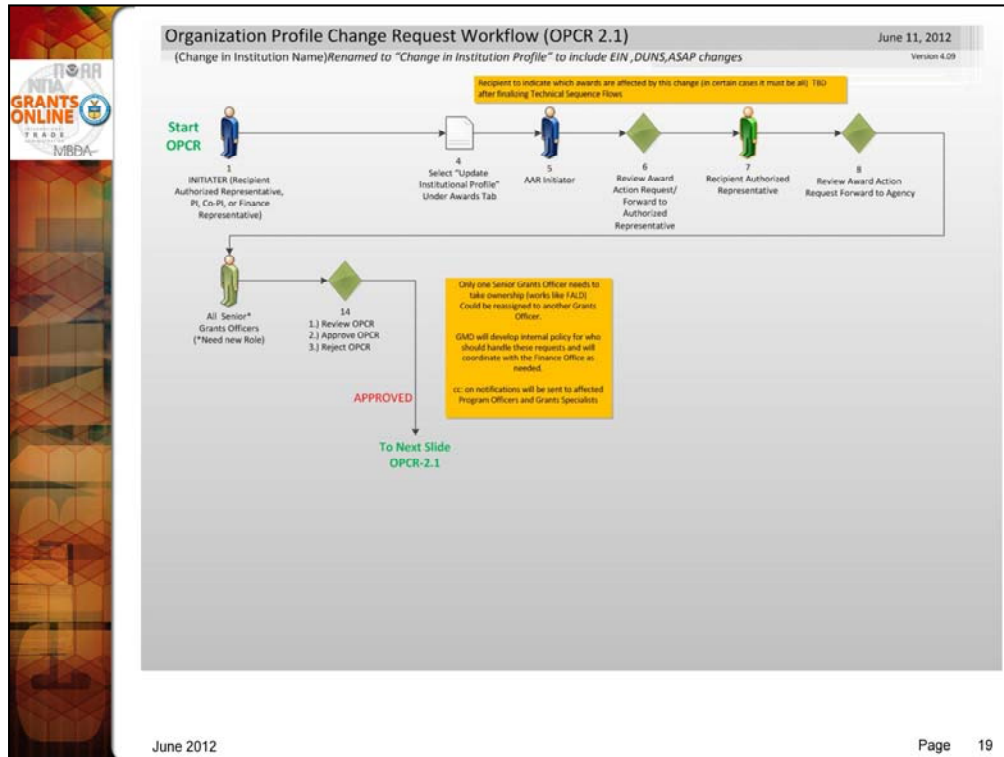 Organization Profile Change Request Workflow (OPCR 2.1)
June 11, 2012
(Change in Institution Name)Renamed to "Change in Institution Profile" to include EIN ,DUNS,ASAP changes
Version 4.09
NTIA
GRANTS
ONLINE
TRADE
MBDA
Recipient to indicate which awards are affected by this change (in certain cases it must be all) TBD
after finalizing Technical Sequence Flows
Start
OPCR
1
INITIATER (Recipient
Authorized Representative,
PI, Co-PI, or Finance
Representative)
4
Select "Update
Institutional Profile"
Under Awards Tab
5
AAR Initiator
6
Review Award
Action Request/
Forward to
Authorized
Representative
7
Recipient Authorized
Representative
8
Review Award Action
Request Forward to Agency
All Senior*
Grants Officers
(*Need new Role)
14
1.) Review OPCR
2.) Approve OPCR
3.) Reject OPCR
Only one Senior Grants Officer needs to
take ownership (works like FALD)
Could be reassigned to another Grants
Officer.
GMD will develop internal policy for who
should handle these requests and will
coordinate with the Finance Office as
needed.
cc: on notifications will be sent to affected
Program Officers and Grants Specialists
APPROVED
To Next Slide
OPCR-2.1
June 2012
Page 19